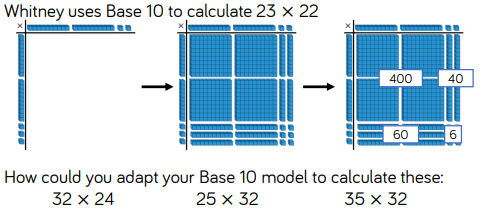 Whitney uses Base 10 to calculate 23 × 22
× × ×
400 40
60 6
How could you adapt your Base 10 model to calculate these:
32 × 24 25 × 32 35 × 32